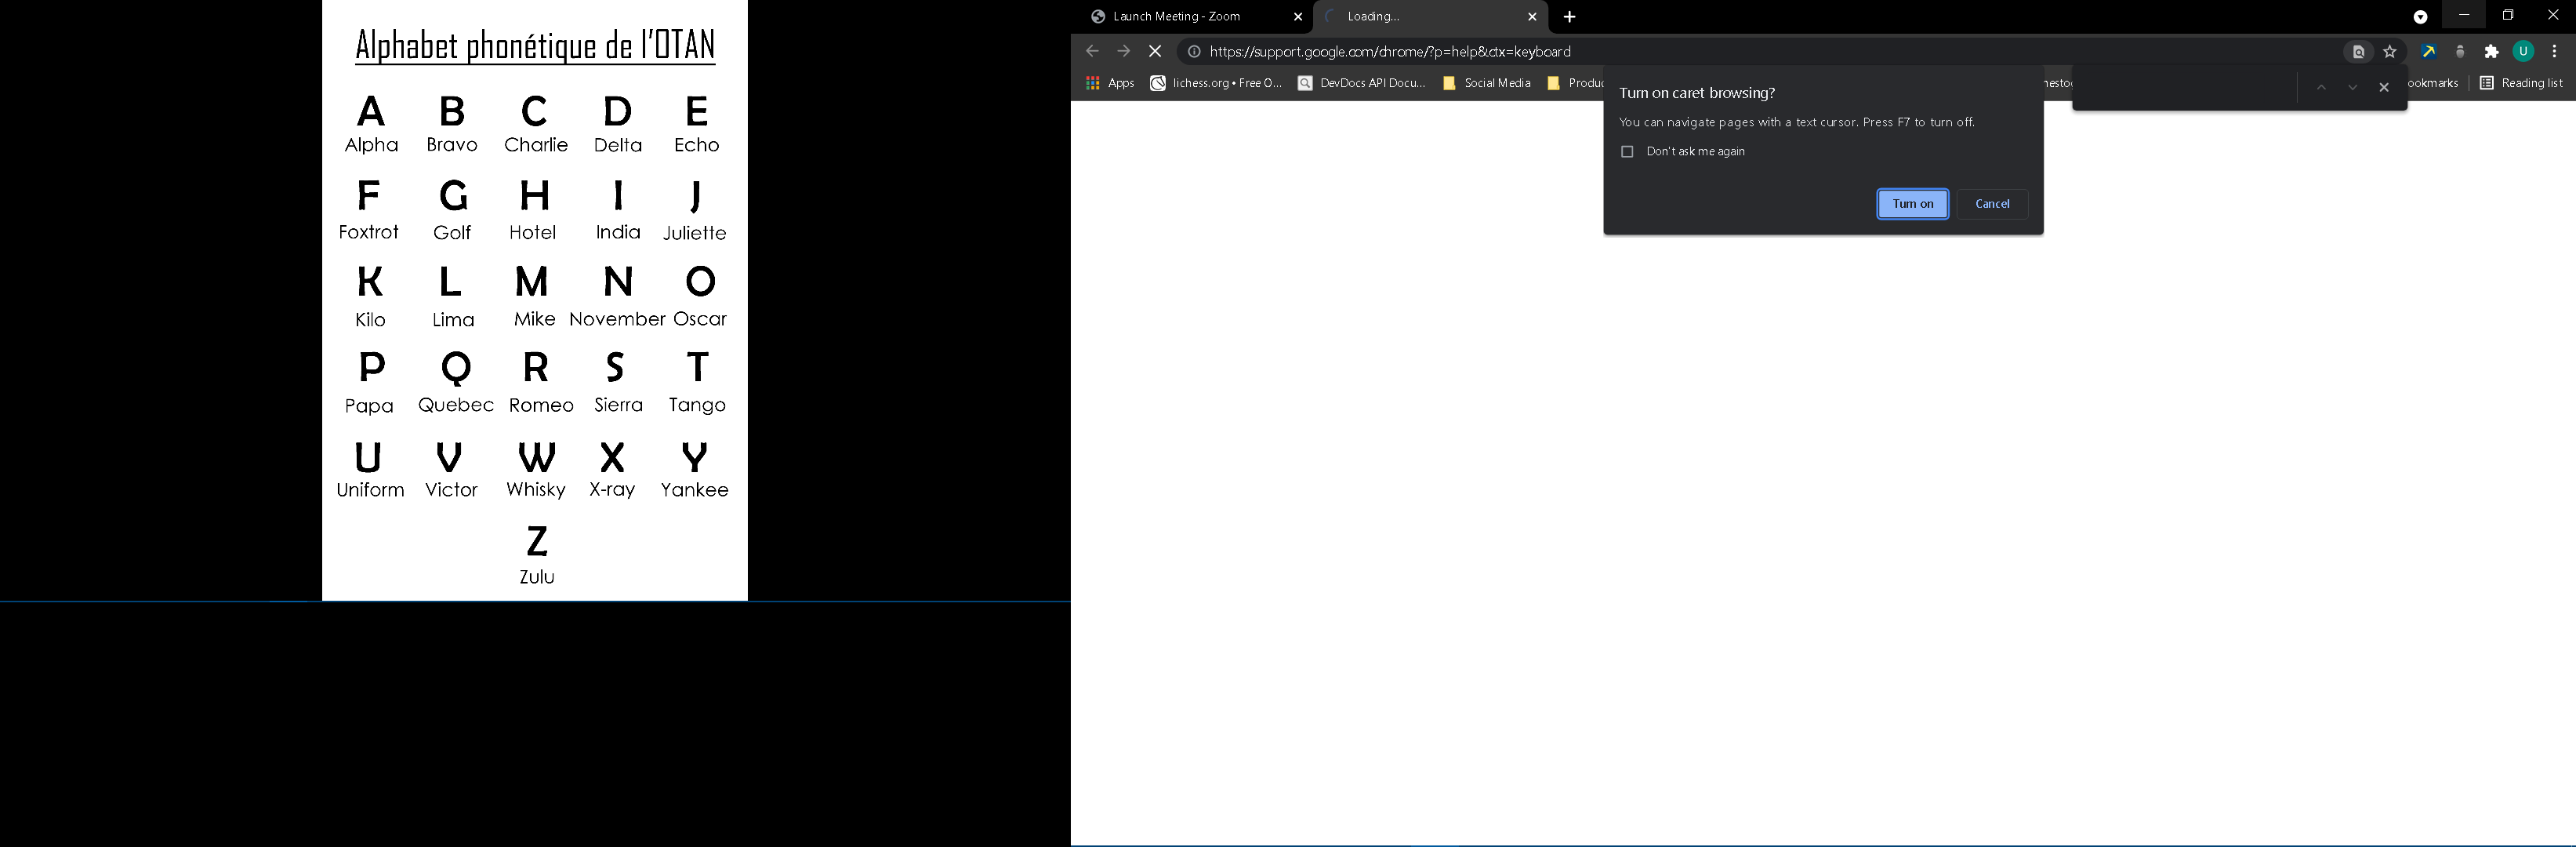 Alphabet phonétique de l'OTAN
A B C D E
Alpha Bravo Charlie Delta Echo
F G H I J
Foxtrot Golf Hotel India Juliette
K L M N O
Kilo Lima Mike November Oscar
P Q R S T
Papa Quebec Romeo Sierra Tango
U V W X Y
Uniform Victor Whisky X-ray Yankee
Z
Zulu
Launch Meeting - Zoom Loading...
https://support.google.com/chrome/?p=help&ctx=keyboard U
Apps lichess.org • Free O... DevDocs API Docu... Social Media Produc nestoc ookmarks Reading list
Turn on caret browsing?
You can navigate pages with a text cursor. Press F7 to turn off.
Don't ask me again
Turn on Cancel